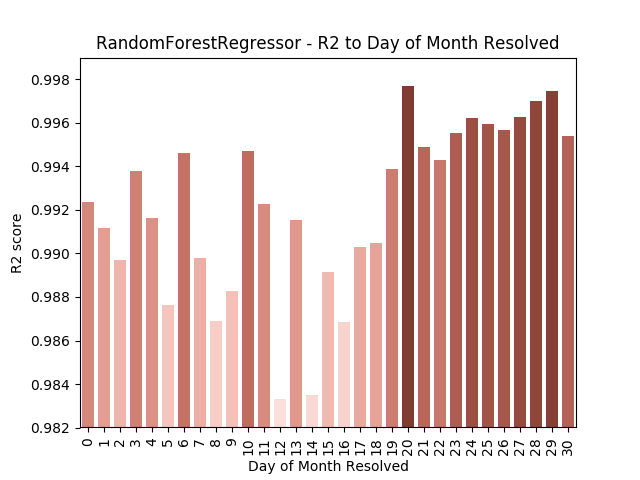 RandomForestRegressor - R2 to Day of Month Resolved
0.998
0.996
0.994
0.992
0.990
0.988
0.986
0.984
0.982
R2 score
0 1 2 3 4 5 6 7 8 9 10 11 12 13 14 15 16 17 18 19 20 21 22 23 24 25 26 27 28 29 30
Day of Month Resolved